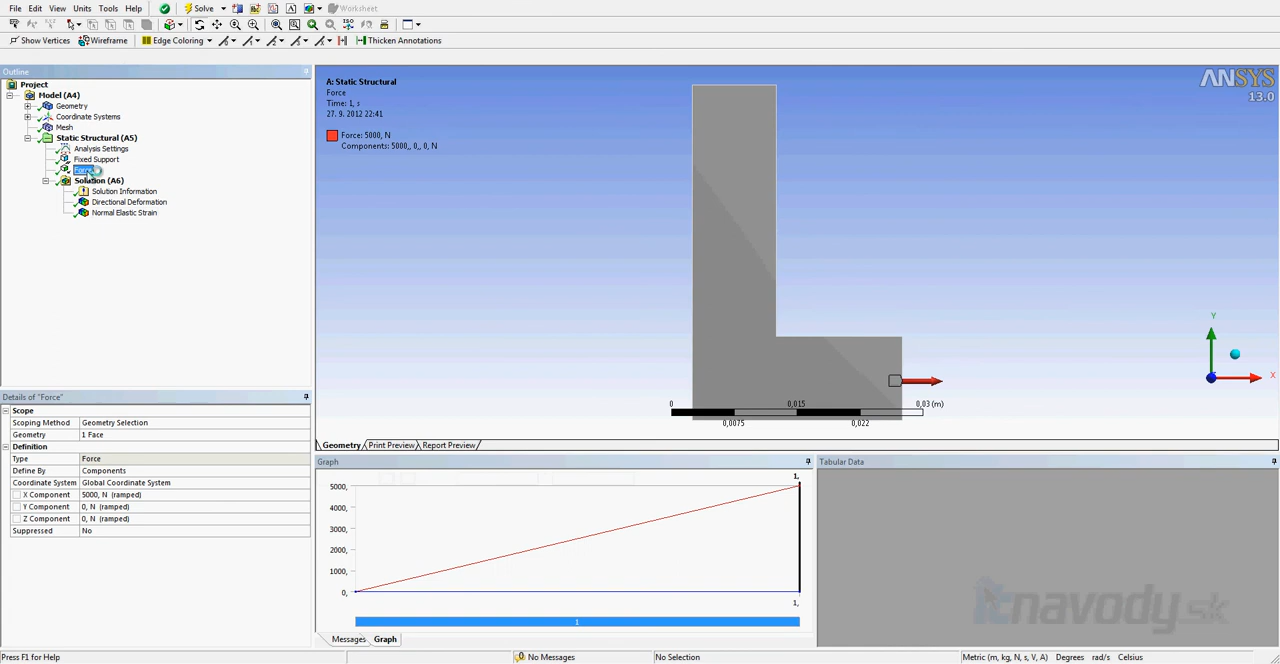 File Edit View Units Tools Help Solve Worksheet
Show Vertices Wireframe Edge Coloring Thicken Annotations
Outline
Project
Model (A4)
Geometry
Coordinate Systems
Mesh
Static Structural (A5)
Analysis Settings
Fixed Support
Force
Solution (A6)
Solution Information
Directional Deformation
Normal Elastic Strain
Details of "Force"
Scope
Scoping Method Geometry Selection
Geometry 1 Face
Definition
Type Force
Define By Components
Coordinate System Global Coordinate System
X Component 5000, N (ramped)
Y Component 0, N (ramped)
Z Component 0, N (ramped)
Suppressed No
A: Static Structural
Force
Time: 1, s
27. 9. 2012 22:41
Force: 5000, N
Components: 5000,, 0,, 0, N
ANSYS
13.0
Y
X
0 0,015 0,03 (m)
0,0075 0,022
Geometry Print Preview Report Preview
Graph
1,
5000,
4000,
3000,
2000,
1000,
0,
1,
1
Messages Graph
Tabular Data
itnavody.sk
Press F1 for Help No Messages No Selection Metric (m, kg, N, s, V, A) Degrees rad/s Celsius